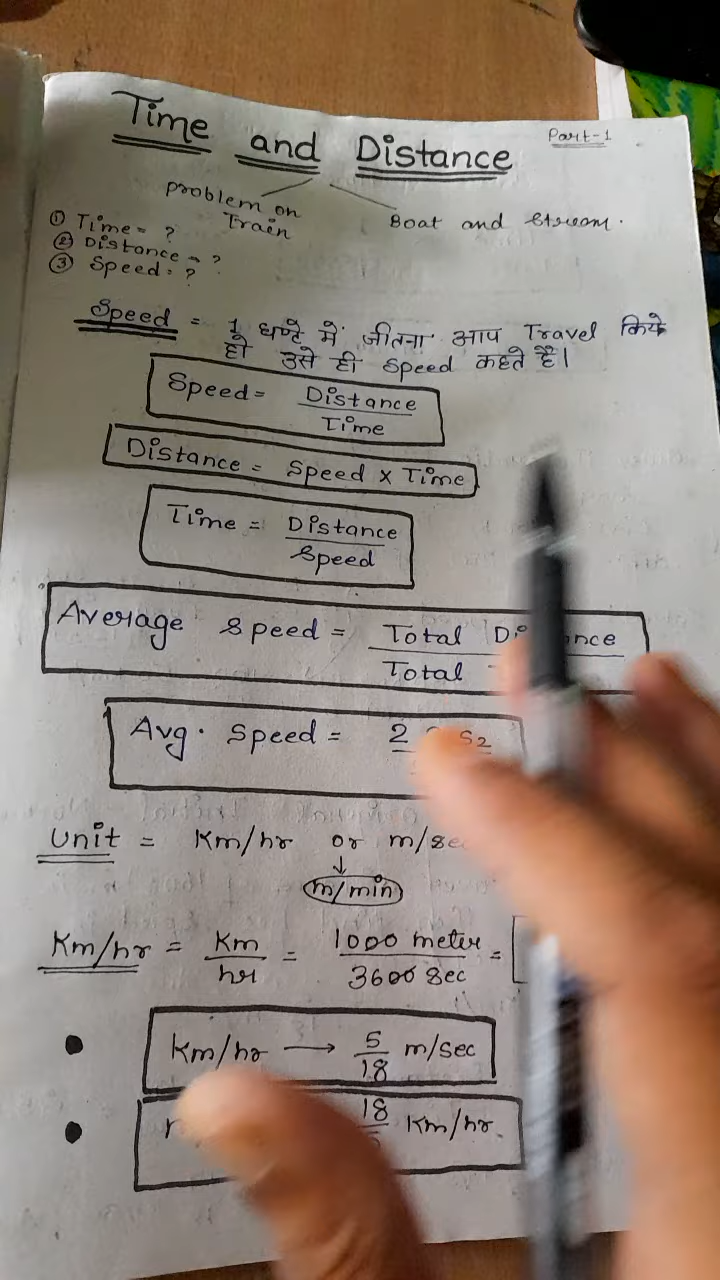 Time and Distance
Part-1
problem on
Train
Boat and Stream.
① Time = ?
② Distance = ?
③ Speed = ?
Speed = 1 घण्टे में जीतना आप Travel किये
हो उसे ही Speed कहते हैं।
Speed = Distance
Time
Distance = Speed x Time
Time = Distance
Speed
Average Speed = Total
Total
Avg. Speed = 2 S2
Unit = Km/hr or m/sec
↓
m/min
Km/hr = Km = 1000 meter =
hr 3600 Sec
• Km/hr → 5 m/sec
18
• 18 Km/hr.